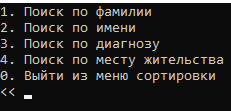 1. Поиск по фамилии
2. Поиск по имени
3. Поиск по диагнозу
4. Поиск по месту жительства
0. Выйти из меню сортировки
<<